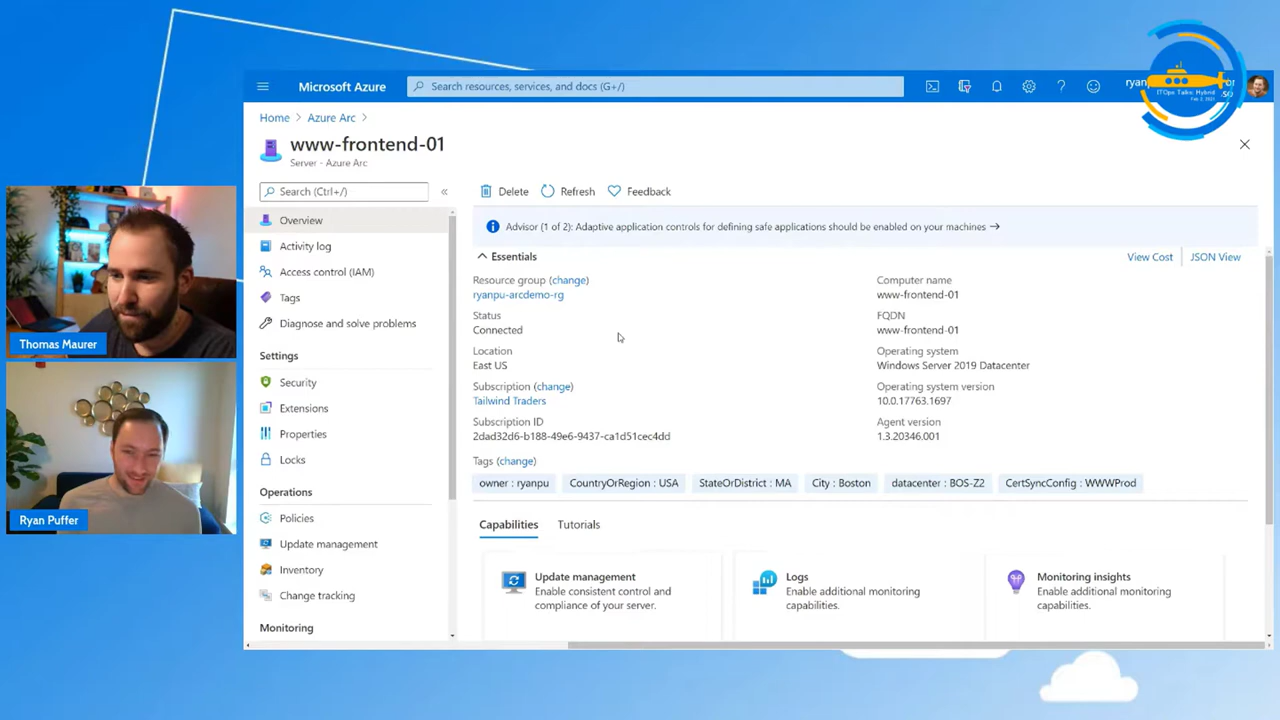 Microsoft Azure
Search resources, services, and docs (G+/)
ryan
ITOps Talks: Hybrid
Feb 2, 2021
Home > Azure Arc >
www-frontend-01
Server - Azure Arc
Search (Ctrl+/)
«
Delete
Refresh
Feedback
Overview
Activity log
Access control (IAM)
Tags
Diagnose and solve problems
Settings
Security
Extensions
Properties
Locks
Operations
Policies
Update management
Inventory
Change tracking
Monitoring
Advisor (1 of 2): Adaptive application controls for defining safe applications should be enabled on your machines →
Essentials
View Cost
JSON View
Resource group (change)
ryanpu-arcdemo-rg
Status
Connected
Location
East US
Subscription (change)
Tailwind Traders
Subscription ID
2dad32d6-b188-49e6-9437-ca1d51cec4dd
Computer name
www-frontend-01
FQDN
www-frontend-01
Operating system
Windows Server 2019 Datacenter
Operating system version
10.0.17763.1697
Agent version
1.3.20346.001
Tags (change)
owner : ryanpu
CountryOrRegion : USA
StateOrDistrict : MA
City : Boston
datacenter : BOS-Z2
CertSyncConfig : WWWProd
Capabilities
Tutorials
Update management
Enable consistent control and
compliance of your server.
Logs
Enable additional monitoring
capabilities.
Monitoring insights
Enable additional monitoring
capabilities.
Thomas Maurer
Ryan Puffer